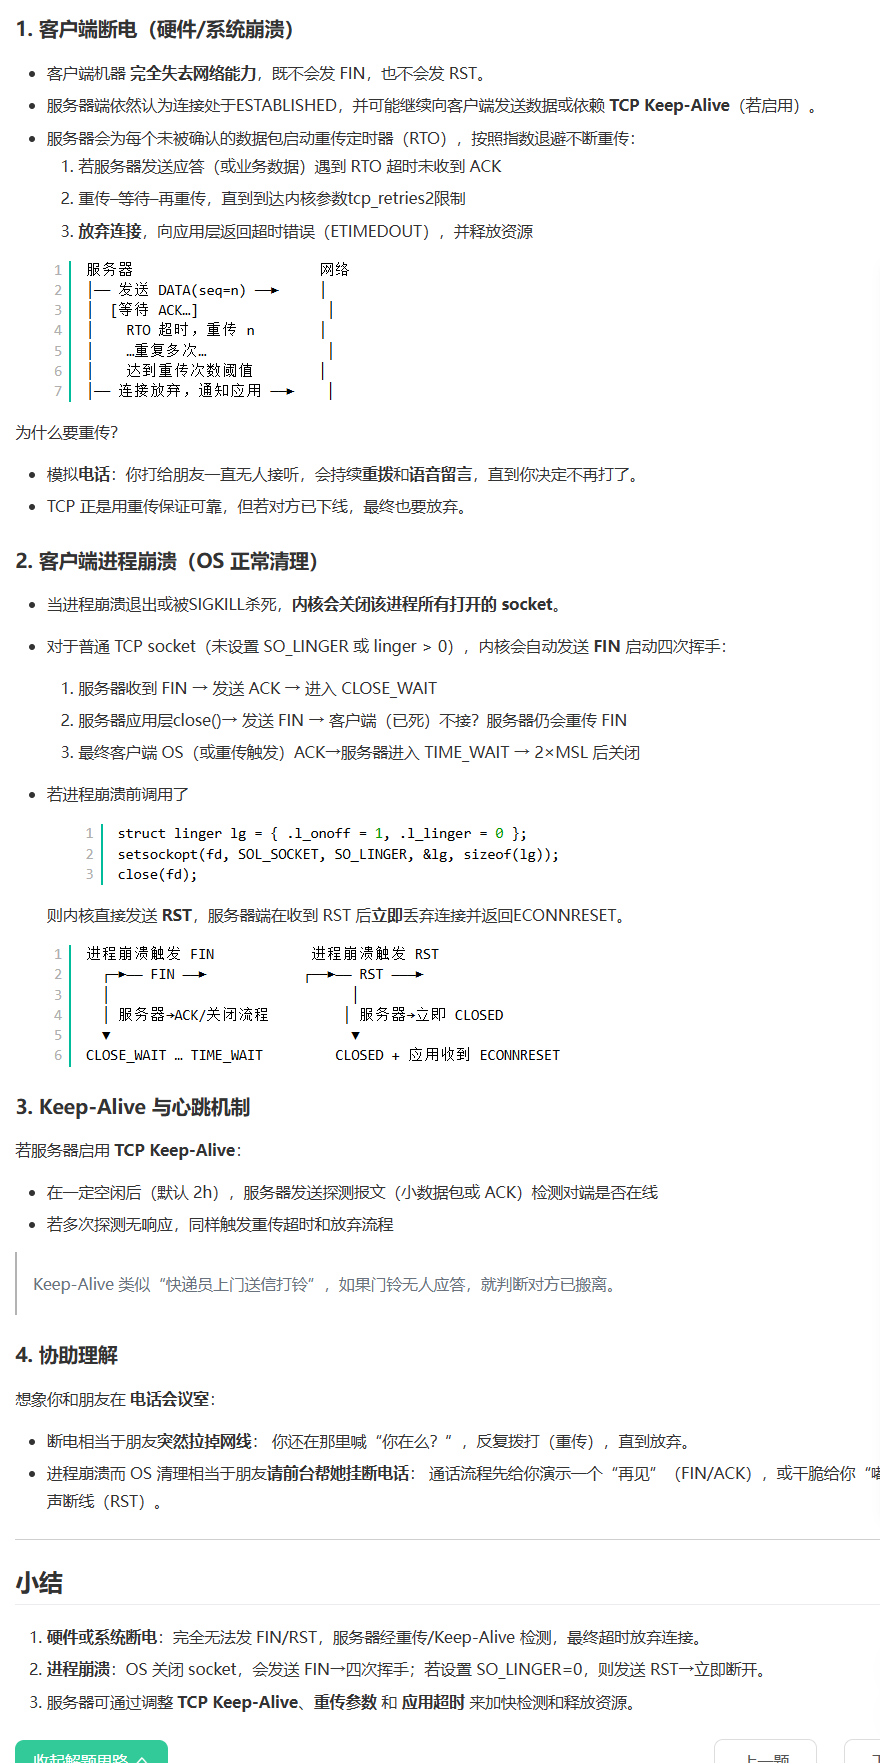 1. 客户端断电（硬件/系统崩溃）
• 客户端机器 完全失去网络能力，既不会发 FIN，也不会发 RST。
• 服务器端依然认为连接处于ESTABLISHED，并可能继续向客户端发送数据或依赖 TCP Keep-Alive（若启用）。
• 服务器会为每个未被确认的数据包启动重传定时器（RTO），按照指数退避不断重传：
1. 若服务器发送应答（或业务数据）遇到 RTO 超时未收到 ACK
2. 重传–等待–再重传，直到到达内核参数tcp_retries2限制
3. 放弃连接，向应用层返回超时错误（ETIMEDOUT），并释放资源
1 服务器 网络
2 │── 发送 DATA(seq=n) ──► │
3 │ [等待 ACK…] │
4 │ RTO 超时，重传 n │
5 │ …重复多次… │
6 │ 达到重传次数阈值 │
7 │── 连接放弃，通知应用 ──► │
为什么要重传？
• 模拟电话：你打给朋友一直无人接听，会持续重拨和语音留言，直到你决定不再打了。
• TCP 正是用重传保证可靠，但若对方已下线，最终也要放弃。
2. 客户端进程崩溃（OS 正常清理）
• 当进程崩溃退出或被SIGKILL杀死，内核会关闭该进程所有打开的 socket。
• 对于普通 TCP socket（未设置 SO_LINGER 或 linger > 0），内核会自动发送 FIN 启动四次挥手：
1. 服务器收到 FIN → 发送 ACK → 进入 CLOSE_WAIT
2. 服务器应用层close()→ 发送 FIN → 客户端（已死）不接？服务器仍会重传 FIN
3. 最终客户端 OS（或重传触发）ACK→服务器进入 TIME_WAIT → 2×MSL 后关闭
• 若进程崩溃前调用了
1 struct linger lg = { .l_onoff = 1, .l_linger = 0 };
2 setsockopt(fd, SOL_SOCKET, SO_LINGER, &lg, sizeof(lg));
3 close(fd);
则内核直接发送 RST，服务器端在收到 RST 后立即丢弃连接并返回ECONNRESET。
1 进程崩溃触发 FIN 进程崩溃触发 RST
2 ┌─►── FIN ──► ┌──►── RST ───►
3 │ │
4 │ 服务器→ACK/关闭流程 │ 服务器→立即 CLOSED
5 ▼ ▼
6 CLOSE_WAIT … TIME_WAIT CLOSED + 应用收到 ECONNRESET
3. Keep-Alive 与心跳机制
若服务器启用 TCP Keep-Alive：
• 在一定空闲后（默认 2h），服务器发送探测报文（小数据包或 ACK）检测对端是否在线
• 若多次探测无响应，同样触发重传超时和放弃流程
Keep-Alive 类似“快递员上门送信打铃”，如果门铃无人应答，就判断对方已搬离。
4. 协助理解
想象你和朋友在 电话会议室：
• 断电相当于朋友突然拉掉网线： 你还在那里喊“你在么？”，反复拨打（重传），直到放弃。
• 进程崩溃而 OS 清理相当于朋友请前台帮她挂断电话： 通话流程先给你演示一个“再见”（FIN/ACK），或干脆给你“
声断线（RST）。
小结
1. 硬件或系统断电：完全无法发 FIN/RST，服务器经重传/Keep-Alive 检测，最终超时放弃连接。
2. 进程崩溃：OS 关闭 socket，会发送 FIN→四次挥手；若设置 SO_LINGER=0，则发送 RST→立即断开。
3. 服务器可通过调整 TCP Keep-Alive、重传参数 和 应用超时 来加快检测和释放资源。
收起解题思路 上一题